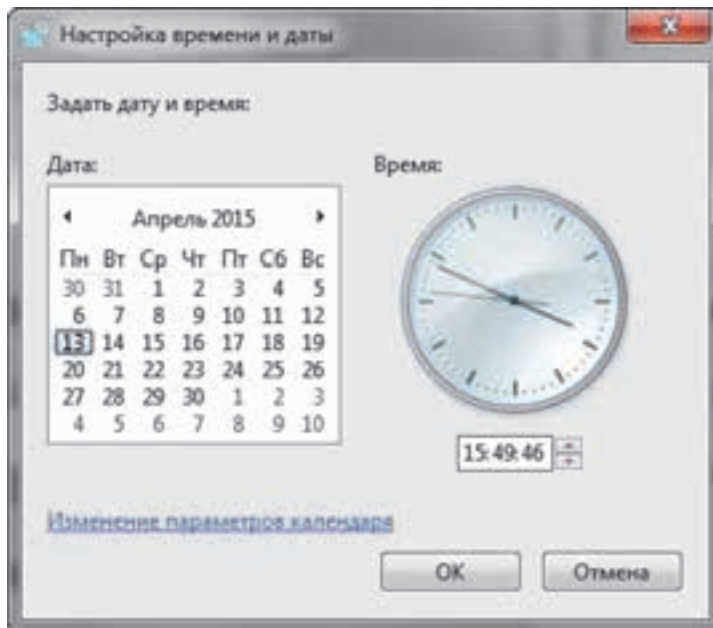 Настройка времени и даты
Задать дату и время:
Дата:
Время:
Апрель 2015
Пн Вт Ср Чт Пт Сб Вс
30 31 1 2 3 4 5
6 7 8 9 10 11 12
13 14 15 16 17 18 19
20 21 22 23 24 25 26
27 28 29 30 1 2 3
4 5 6 7 8 9 10
15:49:46
Изменение параметров календаря
ОК
Отмена